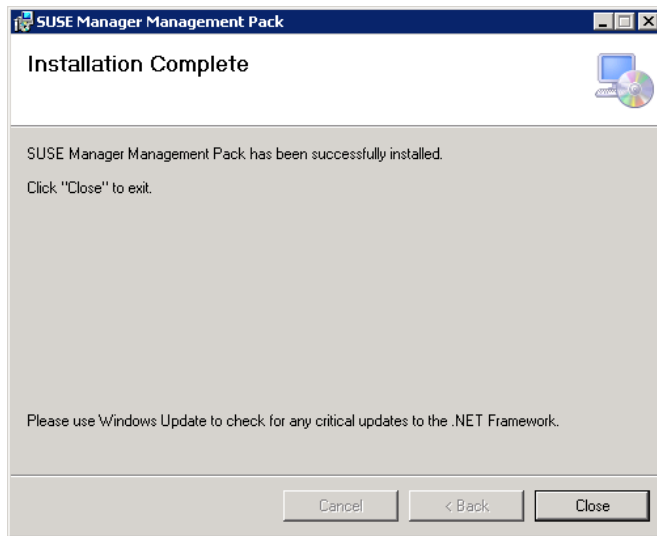 SUSE Manager Management Pack
Installation Complete
SUSE Manager Management Pack has been successfully installed.
Click "Close" to exit.
Please use Windows Update to check for any critical updates to the .NET Framework.
Cancel
< Back
Close